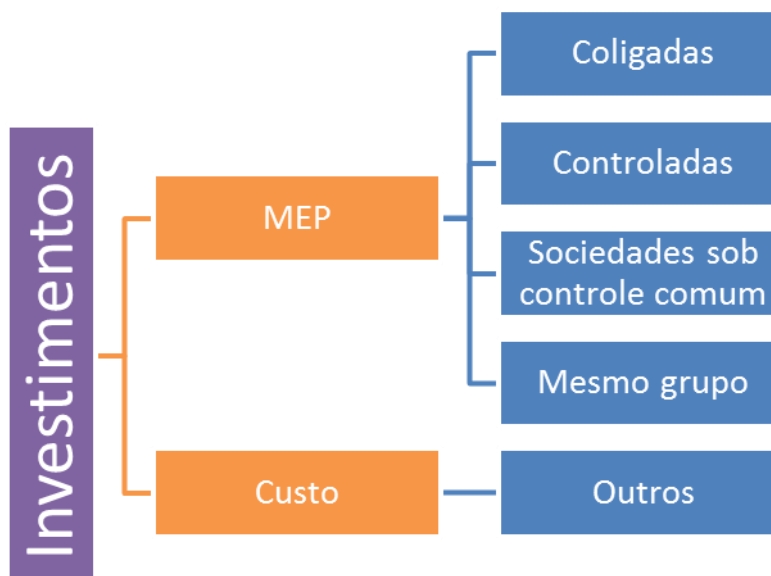 Investimentos
MEP
Coligadas
Controladas
Sociedades sob
controle comum
Mesmo grupo
Custo
Outros